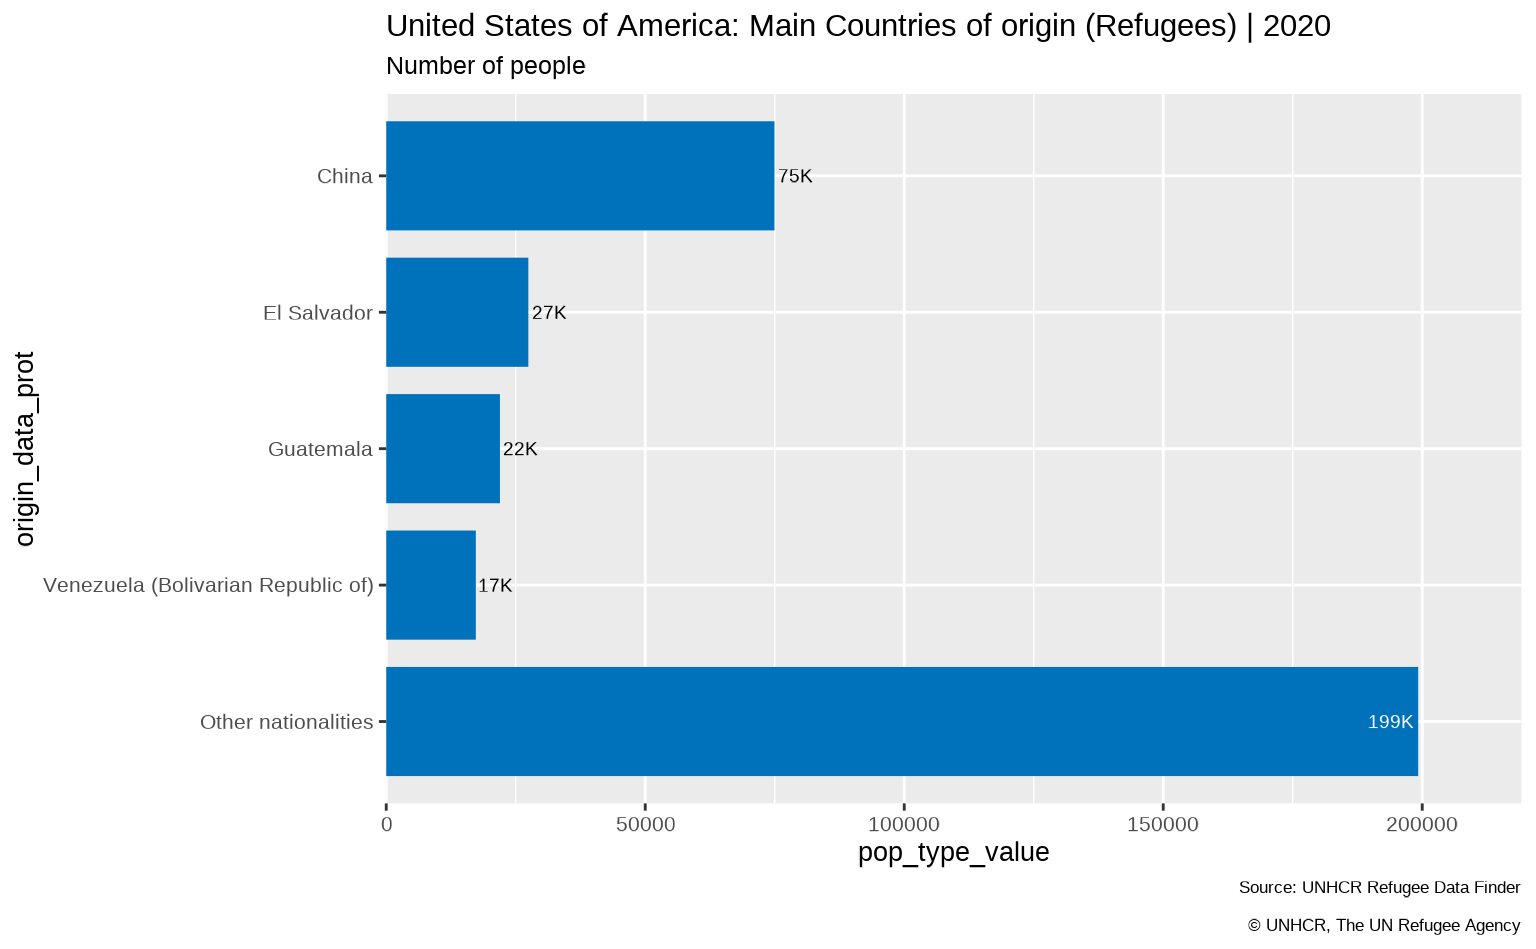 United States of America: Main Countries of origin (Refugees) | 2020
Number of people
origin_data_prot
China
75K
El Salvador
27K
Guatemala
22K
Venezuela (Bolivarian Republic of)
17K
Other nationalities
199K
0 50000 100000 150000 200000
pop_type_value
Source: UNHCR Refugee Data Finder
© UNHCR, The UN Refugee Agency